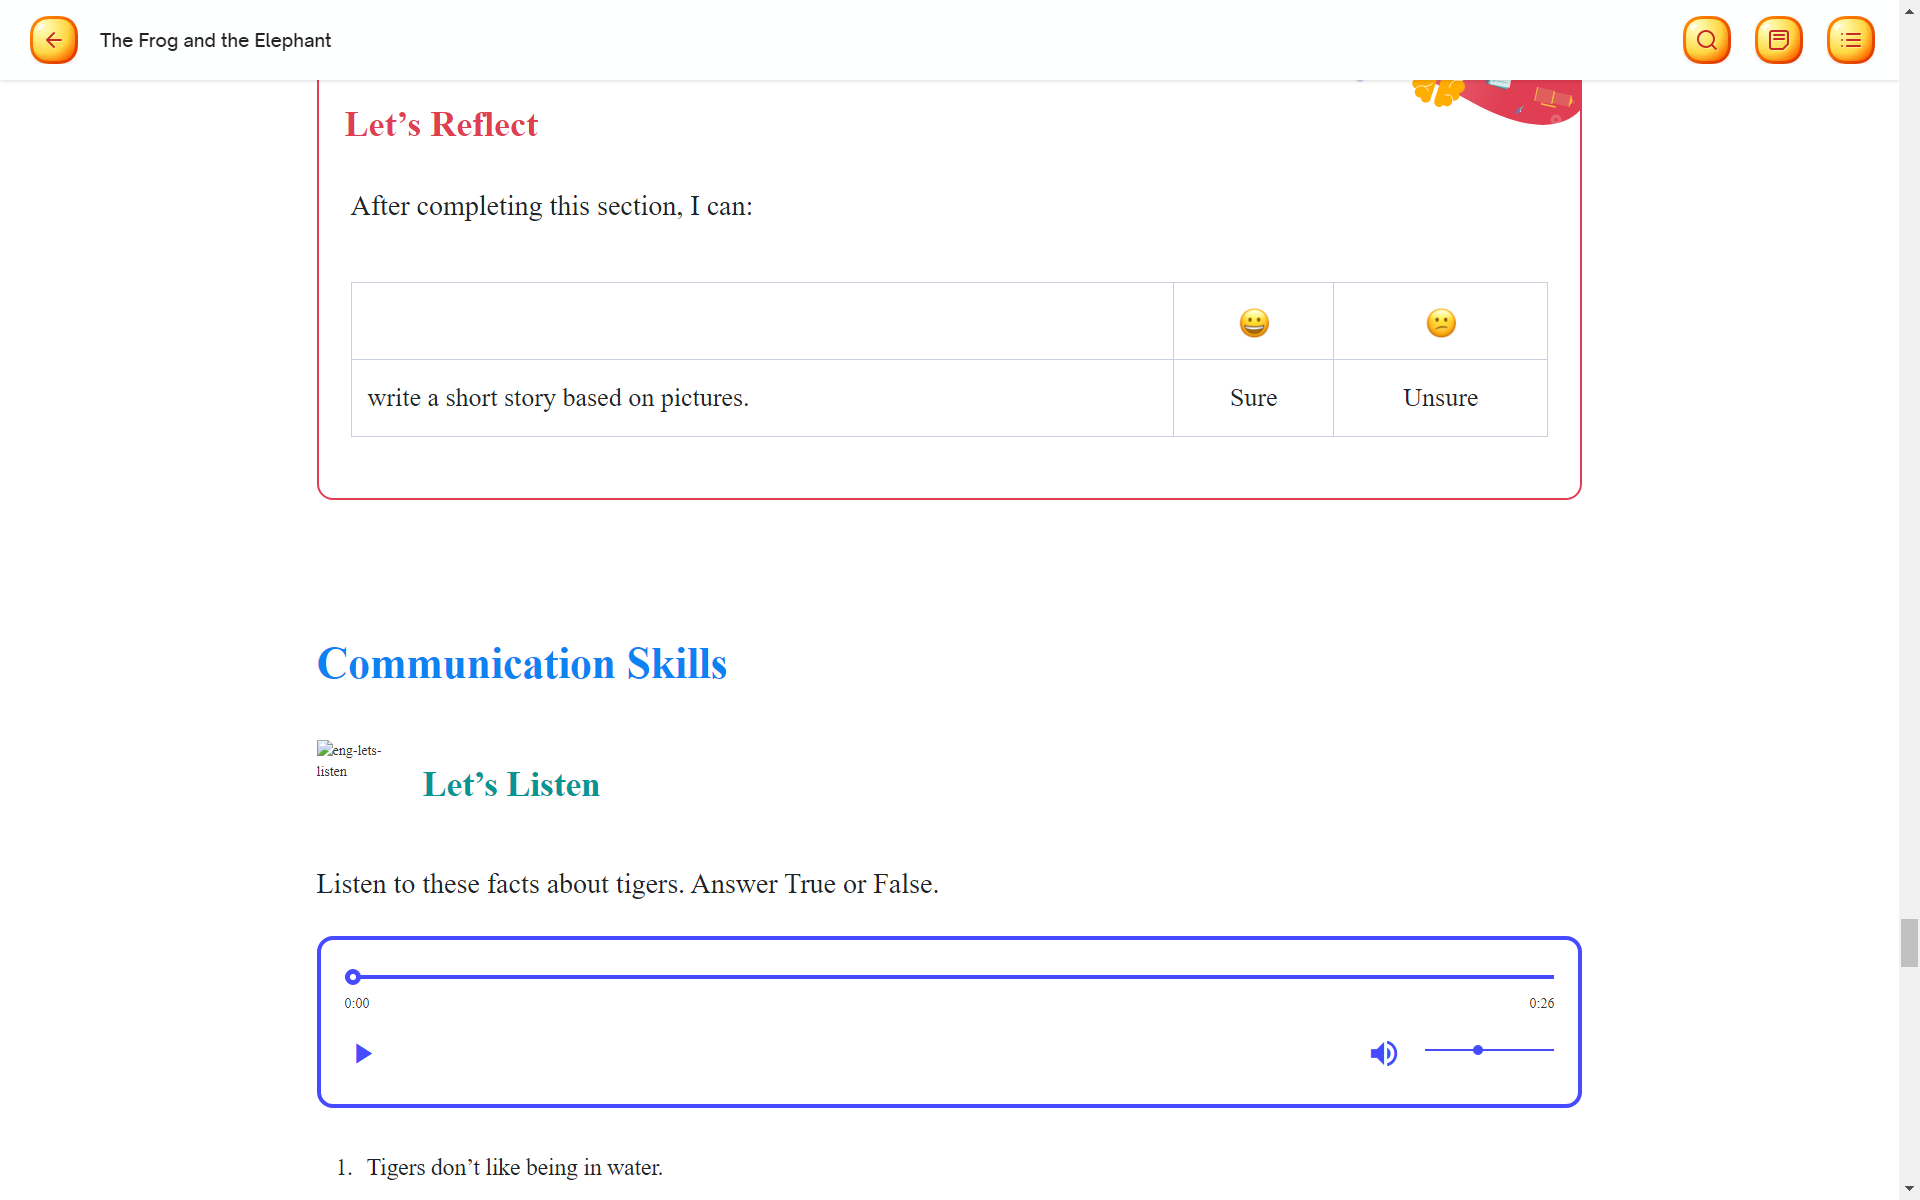 The Frog and the Elephant
Let’s Reflect
After completing this section, I can:
write a short story based on pictures.
Sure
Unsure
Communication Skills
eng-lets-
listen
Let’s Listen
Listen to these facts about tigers. Answer True or False.
0:00
0:26
1. Tigers don’t like being in water.